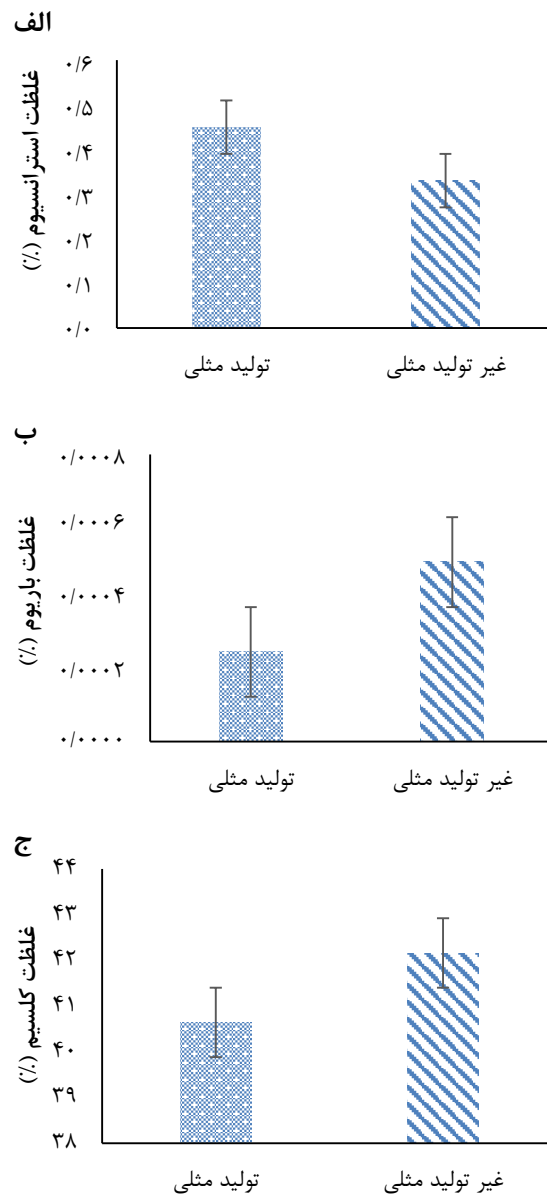 الف
غلظت استرانسیوم (٪)
۰/۶
۰/۵
۰/۴
۰/۳
۰/۲
۰/۱
۰/۰
تولید مثلی
غیر تولید مثلی
ب
غلظت باریوم (٪)
۰/۰۰۰۸
۰/۰۰۰۶
۰/۰۰۰۴
۰/۰۰۰۲
۰/۰۰۰۰
تولید مثلی
غیر تولید مثلی
ج
غلظت کلسیم (٪)
۴۴
۴۳
۴۲
۴۱
۴۰
۳۹
۳۸
تولید مثلی
غیر تولید مثلی